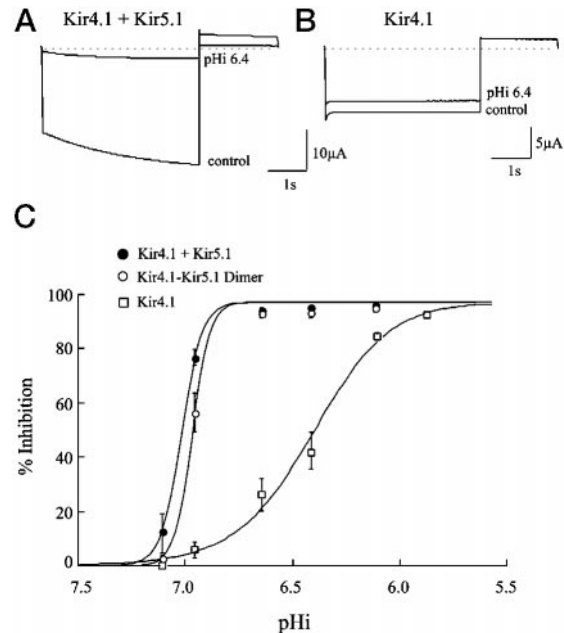 A Kir4.1 + Kir5.1
pHi 6.4
control
10μA
1s
B Kir4.1
pHi 6.4
control
5μA
1s
C
Kir4.1 + Kir5.1
Kir4.1-Kir5.1 Dimer
Kir4.1
% Inhibition
100
80
60
40
20
0
7.5 7.0 6.5 6.0 5.5
pHi